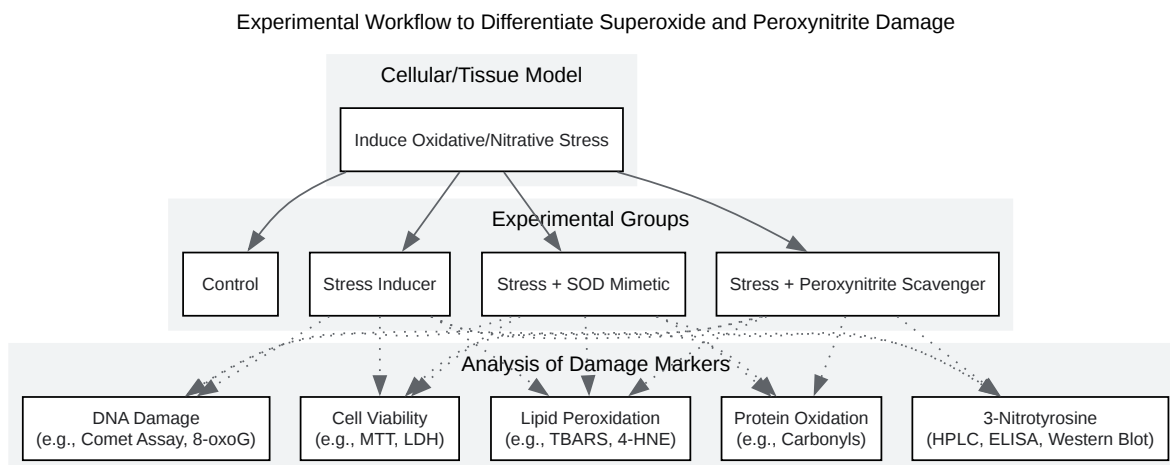 Experimental Workflow to Differentiate Superoxide and Peroxynitrite Damage
Cellular/Tissue Model
Induce Oxidative/Nitrative Stress
Experimental Groups
Control
Stress Inducer
Stress + SOD Mimetic
Stress + Peroxynitrite Scavenger
Analysis of Damage Markers
DNA Damage
(e.g., Comet Assay, 8-oxoG)
Cell Viability
(e.g., MTT, LDH)
Lipid Peroxidation
(e.g., TBARS, 4-HNE)
Protein Oxidation
(e.g., Carbonyls)
3-Nitrotyrosine
(HPLC, ELISA, Western Blot)